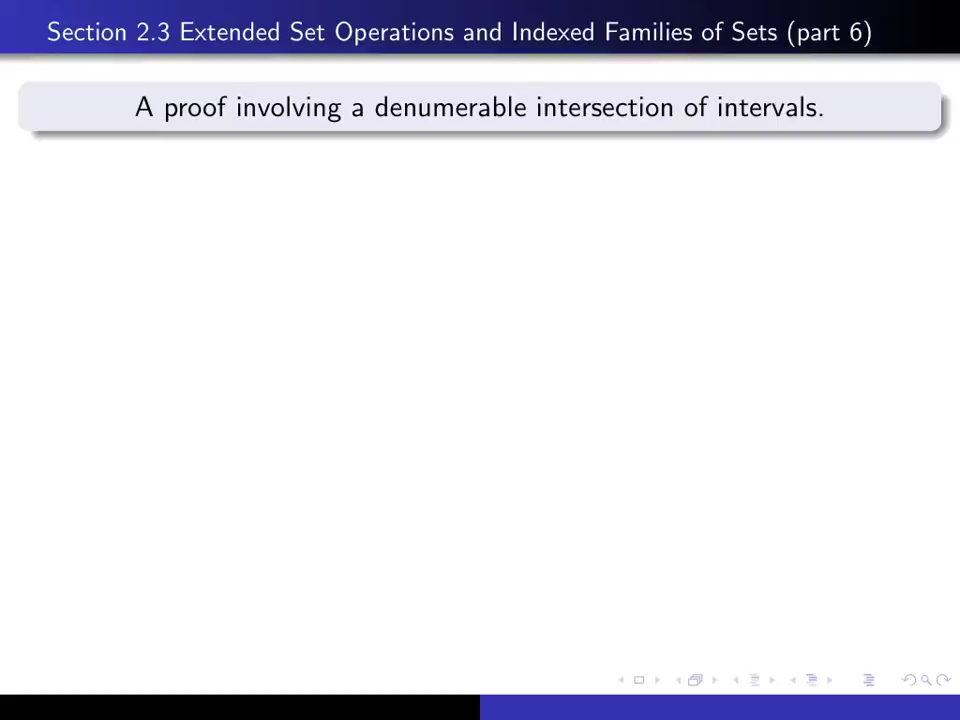 Section 2.3 Extended Set Operations and Indexed Families of Sets (part 6)
A proof involving a denumerable intersection of intervals.